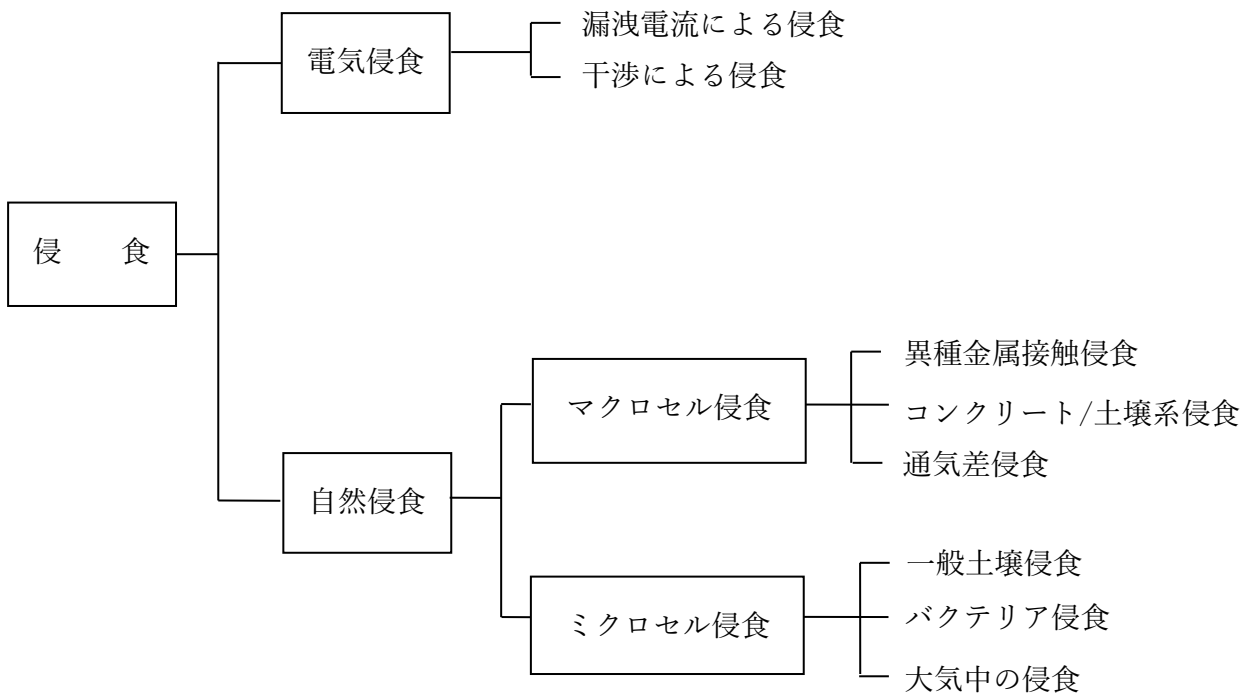 漏洩電流による侵食
電気侵食
干渉による侵食
侵　　食
異種金属接触侵食
マクロセル侵食
コンクリート/土壌系侵食
通気差侵食
自然侵食
一般土壌侵食
ミクロセル侵食
バクテリア侵食
大気中の侵食